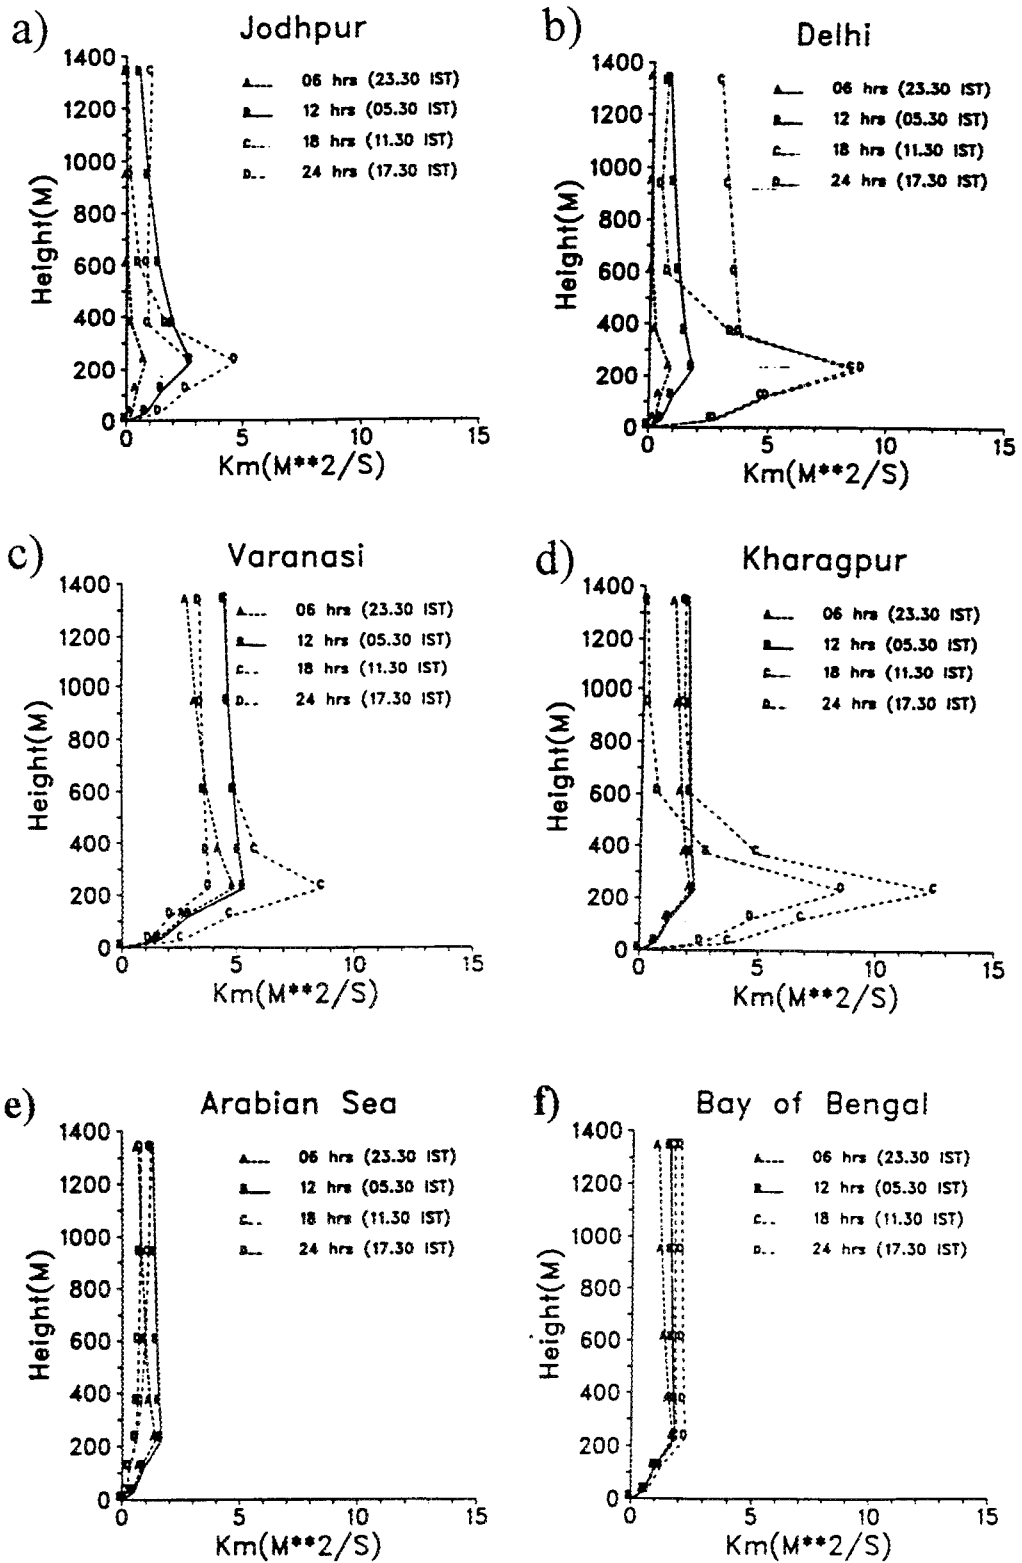 a) Jodhpur
Height(M)
1400
1200
1000
800
600
400
200
0
A 06 hrs (23.30 IST)
B 12 hrs (05.30 IST)
C 18 hrs (11.30 IST)
D 24 hrs (17.30 IST)
0 5 10 15
Km(M**2/S)
b) Delhi
Height(M)
1400
1200
1000
800
600
400
200
0
A 06 hrs (23.30 IST)
B 12 hrs (05.30 IST)
C 18 hrs (11.30 IST)
D 24 hrs (17.30 IST)
0 5 10 15
Km(M**2/S)
c) Varanasi
Height(M)
1400
1200
1000
800
600
400
200
0
A 06 hrs (23.30 IST)
B 12 hrs (05.30 IST)
C 18 hrs (11.30 IST)
D 24 hrs (17.30 IST)
0 5 10 15
Km(M**2/S)
d) Kharagpur
Height(M)
1400
1200
1000
800
600
400
200
0
A 06 hrs (23.30 IST)
B 12 hrs (05.30 IST)
C 18 hrs (11.30 IST)
D 24 hrs (17.30 IST)
0 5 10 15
Km(M**2/S)
e) Arabian Sea
Height(M)
1400
1200
1000
800
600
400
200
0
A 06 hrs (23.30 IST)
B 12 hrs (05.30 IST)
C 18 hrs (11.30 IST)
D 24 hrs (17.30 IST)
0 5 10 15
Km(M**2/S)
f) Bay of Bengal
Height(M)
1400
1200
1000
800
600
400
200
0
A 06 hrs (23.30 IST)
B 12 hrs (05.30 IST)
C 18 hrs (11.30 IST)
D 24 hrs (17.30 IST)
0 5 10 15
Km(M**2/S)